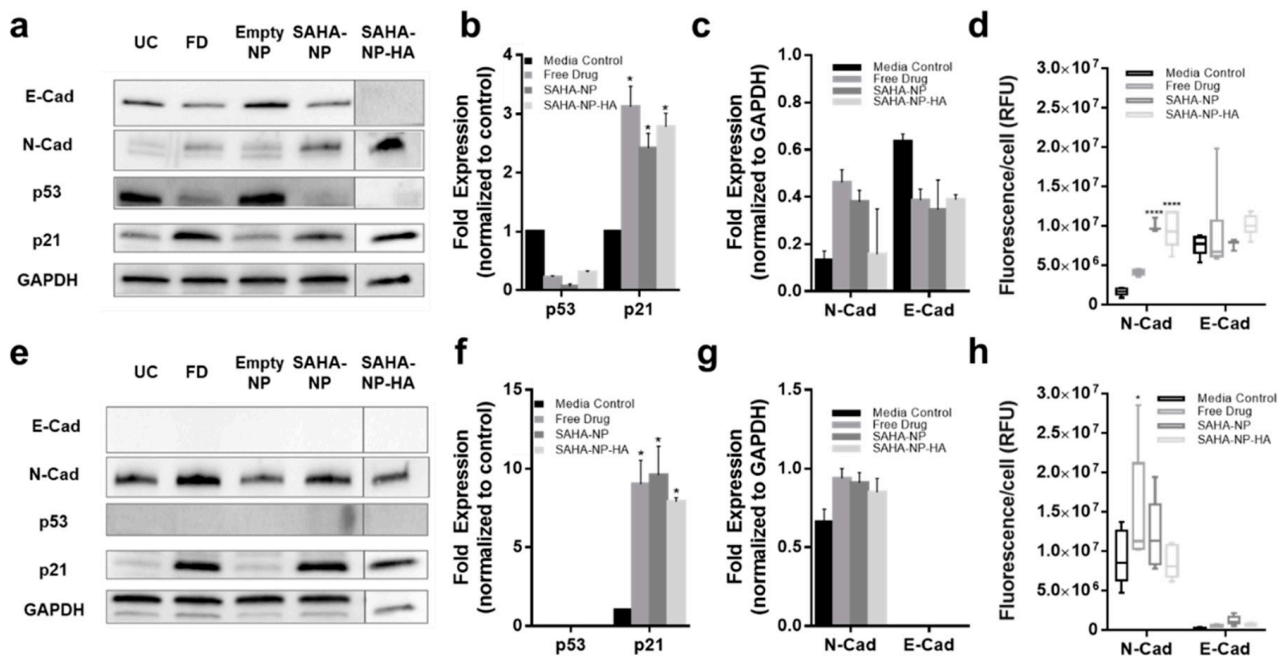 a
UC FD Empty NP SAHA-NP SAHA-NP-HA
E-Cad
N-Cad
p53
p21
GAPDH
b
Fold Expression
(normalized to control)
4
3
2
1
0
Media Control
Free Drug
SAHA-NP
SAHA-NP-HA
*
*
*
p53 p21
c
Fold Expression
(normalized to GAPDH)
1.0
0.8
0.6
0.4
0.2
0.0
Media Control
Free Drug
SAHA-NP
SAHA-NP-HA
N-Cad E-Cad
d
Fluorescence/cell (RFU)
3.0×10⁷
2.5×10⁷
2.0×10⁷
1.5×10⁷
1.0×10⁷
5.0×10⁶
0
Media Control
Free Drug
SAHA-NP
SAHA-NP-HA
****
****
N-Cad E-Cad
e
UC FD Empty NP SAHA-NP SAHA-NP-HA
E-Cad
N-Cad
p53
p21
GAPDH
f
Fold Expression
(normalized to control)
15
10
5
0
Media Control
Free Drug
SAHA-NP
SAHA-NP-HA
*
*
*
p53 p21
g
Fold Expression
(normalized to GAPDH)
1.5
1.0
0.5
0.0
Media Control
Free Drug
SAHA-NP
SAHA-NP-HA
N-Cad E-Cad
h
Fluorescence/cell (RFU)
3.0×10⁷
2.5×10⁷
2.0×10⁷
1.5×10⁷
1.0×10⁷
5.0×10⁶
0
Media Control
Free Drug
SAHA-NP
SAHA-NP-HA
*
N-Cad E-Cad